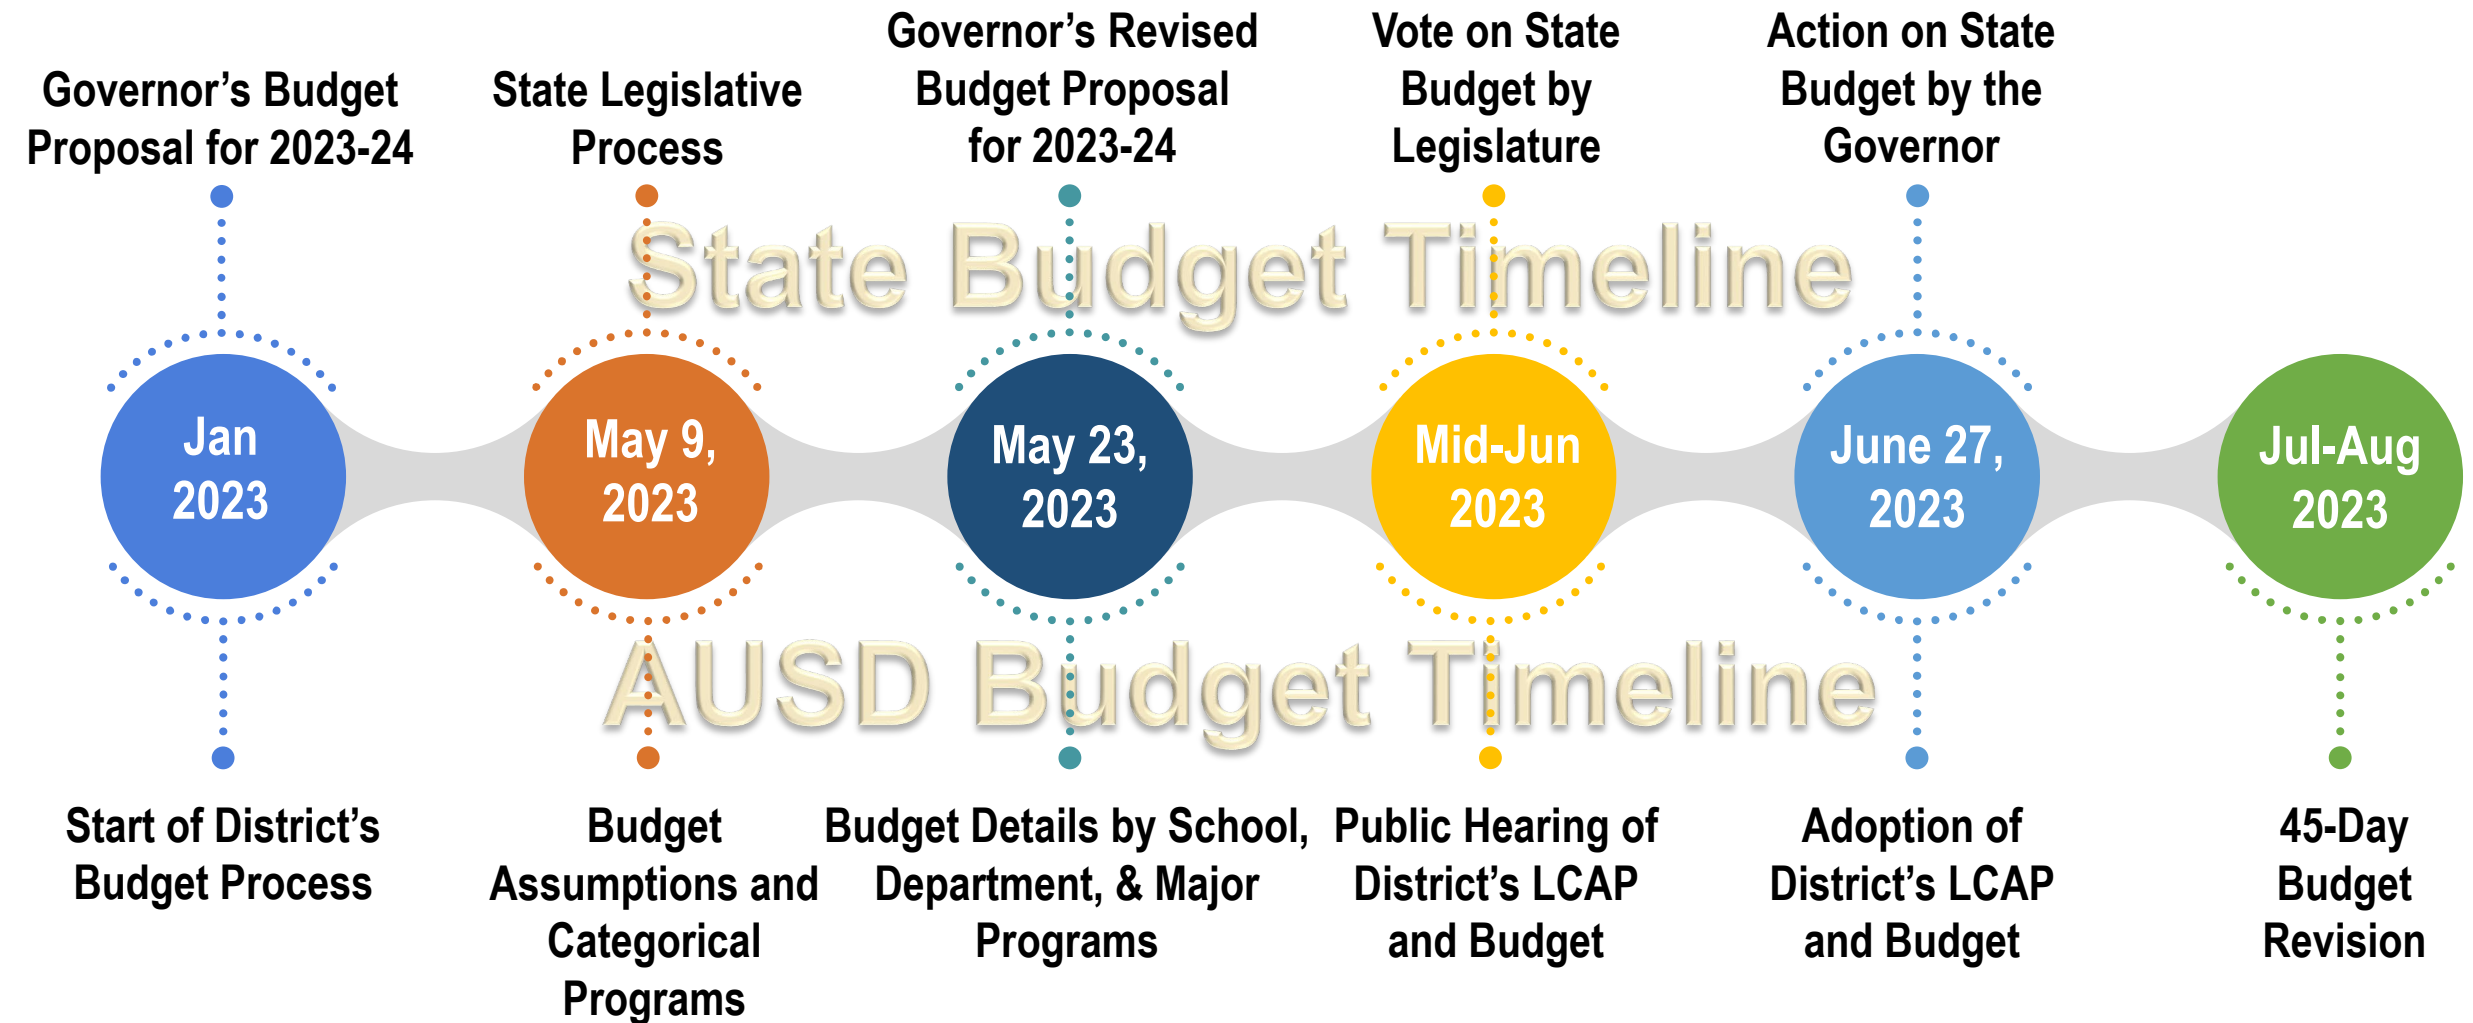 Governor’s Budget
Proposal for 2023-24
State Legislative
Process
Governor’s Revised
Budget Proposal
for 2023-24
Vote on State
Budget by
Legislature
Action on State
Budget by the
Governor
State Budget Timeline
Jan
2023
May 9,
2023
May 23,
2023
Mid-Jun
2023
June 27,
2023
Jul-Aug
2023
AUSD Budget Timeline
Start of District’s
Budget Process
Budget
Assumptions and
Categorical
Programs
Budget Details by School,
Department, & Major
Programs
Public Hearing of
District’s LCAP
and Budget
Adoption of
District’s LCAP
and Budget
45-Day
Budget
Revision